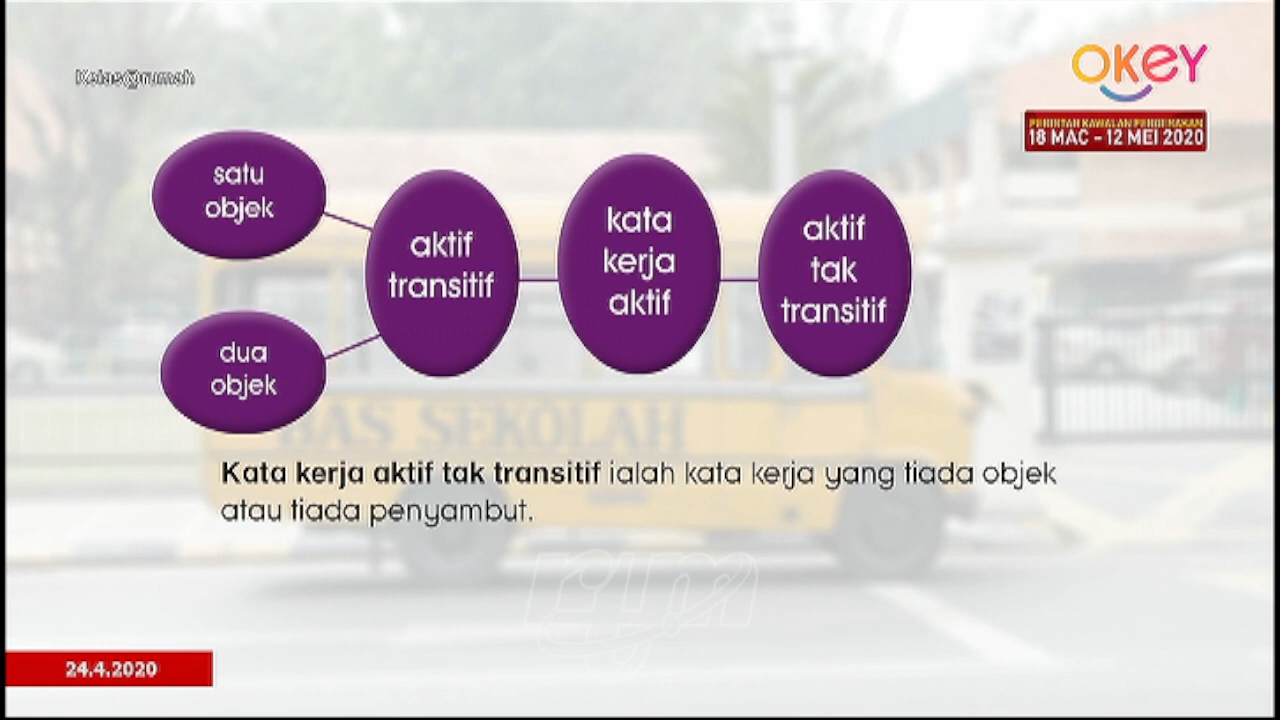 Kelas@rumah
OKEY
PERINTAH KAWALAN PERGERAKAN
18 MAC - 12 MEI 2020
satu
objek
aktif
transitif
kata
kerja
aktif
aktif
tak
transitif
dua
objek
BAS SEKOLAH
Kata kerja aktif tak transitif ialah kata kerja yang tiada objek
atau tiada penyambut.
rtm
24.4.2020